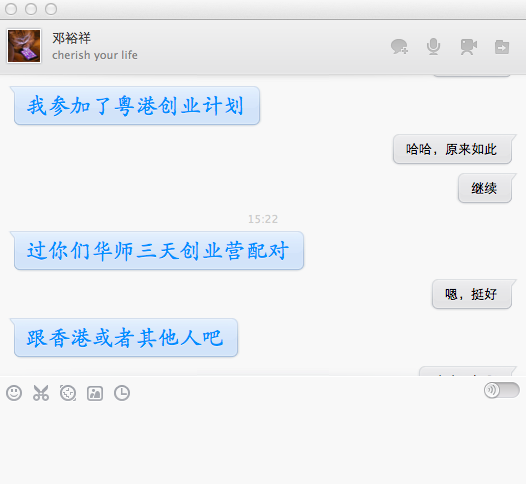 邓裕祥
cherish your life
我参加了粤港创业计划
哈哈，原来如此
继续
15:22
过你们华师三天创业营配对
嗯，挺好
跟香港或者其他人吧